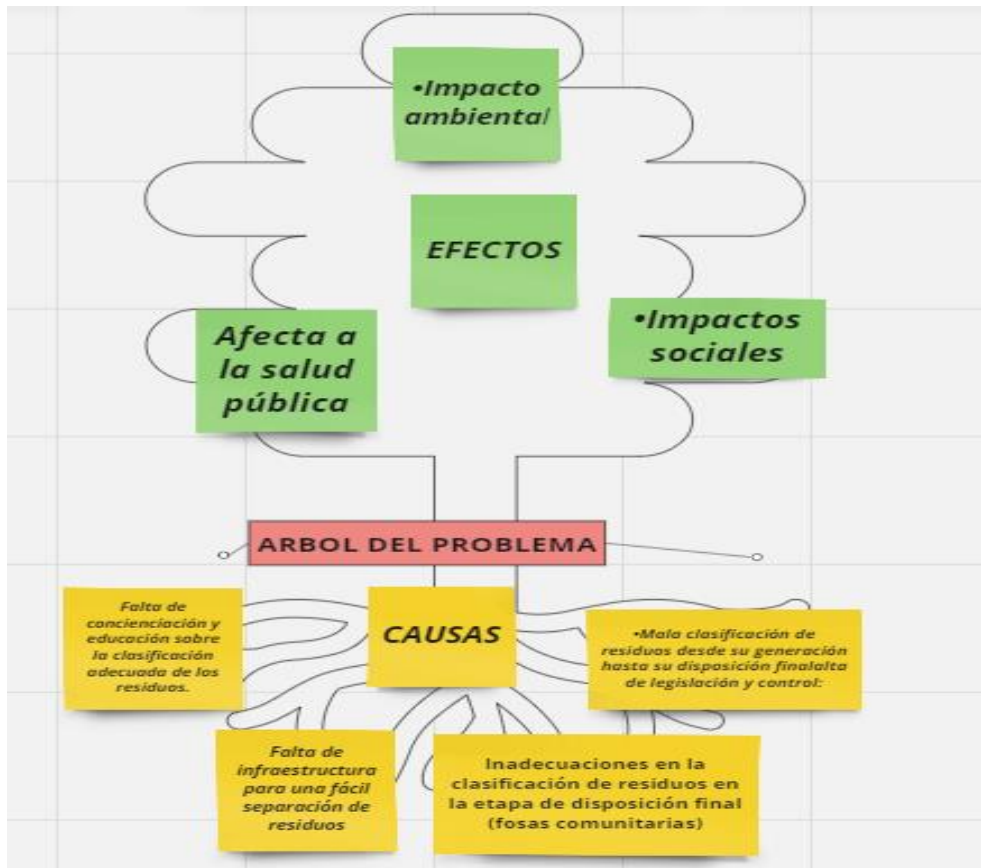 •Impacto
ambiental
EFECTOS
Afecta a
la salud
pública
•Impactos
sociales
ARBOL DEL PROBLEMA
Falta de
concienciación y
educación sobre
la clasificación
adecuada de los
residuos.
CAUSAS
•Mala clasificación de
residuos desde su generación
hasta su disposición finalalta
de legislación y control:
Falta de
infraestructura
para una fácil
separación de
residuos
Inadecuaciones en la
clasificación de residuos en
la etapa de disposición final
(fosas comunitarias)